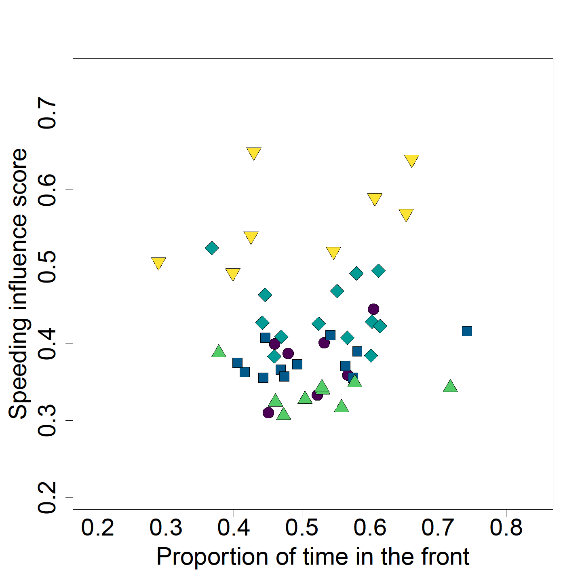 Speeding influence score
0.7
0.6
0.5
0.4
0.3
0.2
0.2 0.3 0.4 0.5 0.6 0.7 0.8
Proportion of time in the front